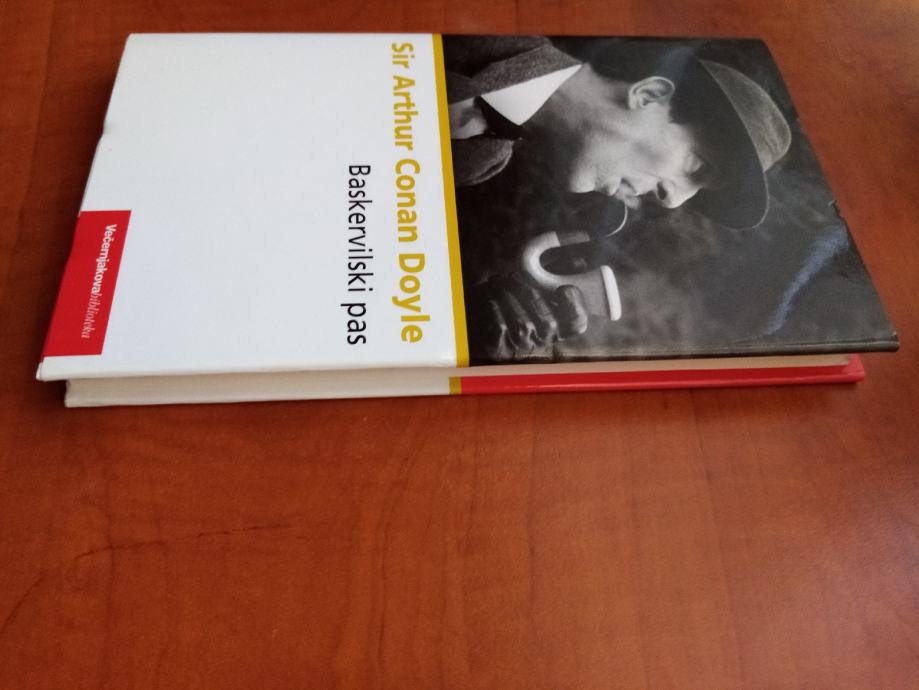 Sir Arthur Conan Doyle
Baskervilski pas
Večernjakova biblioteka